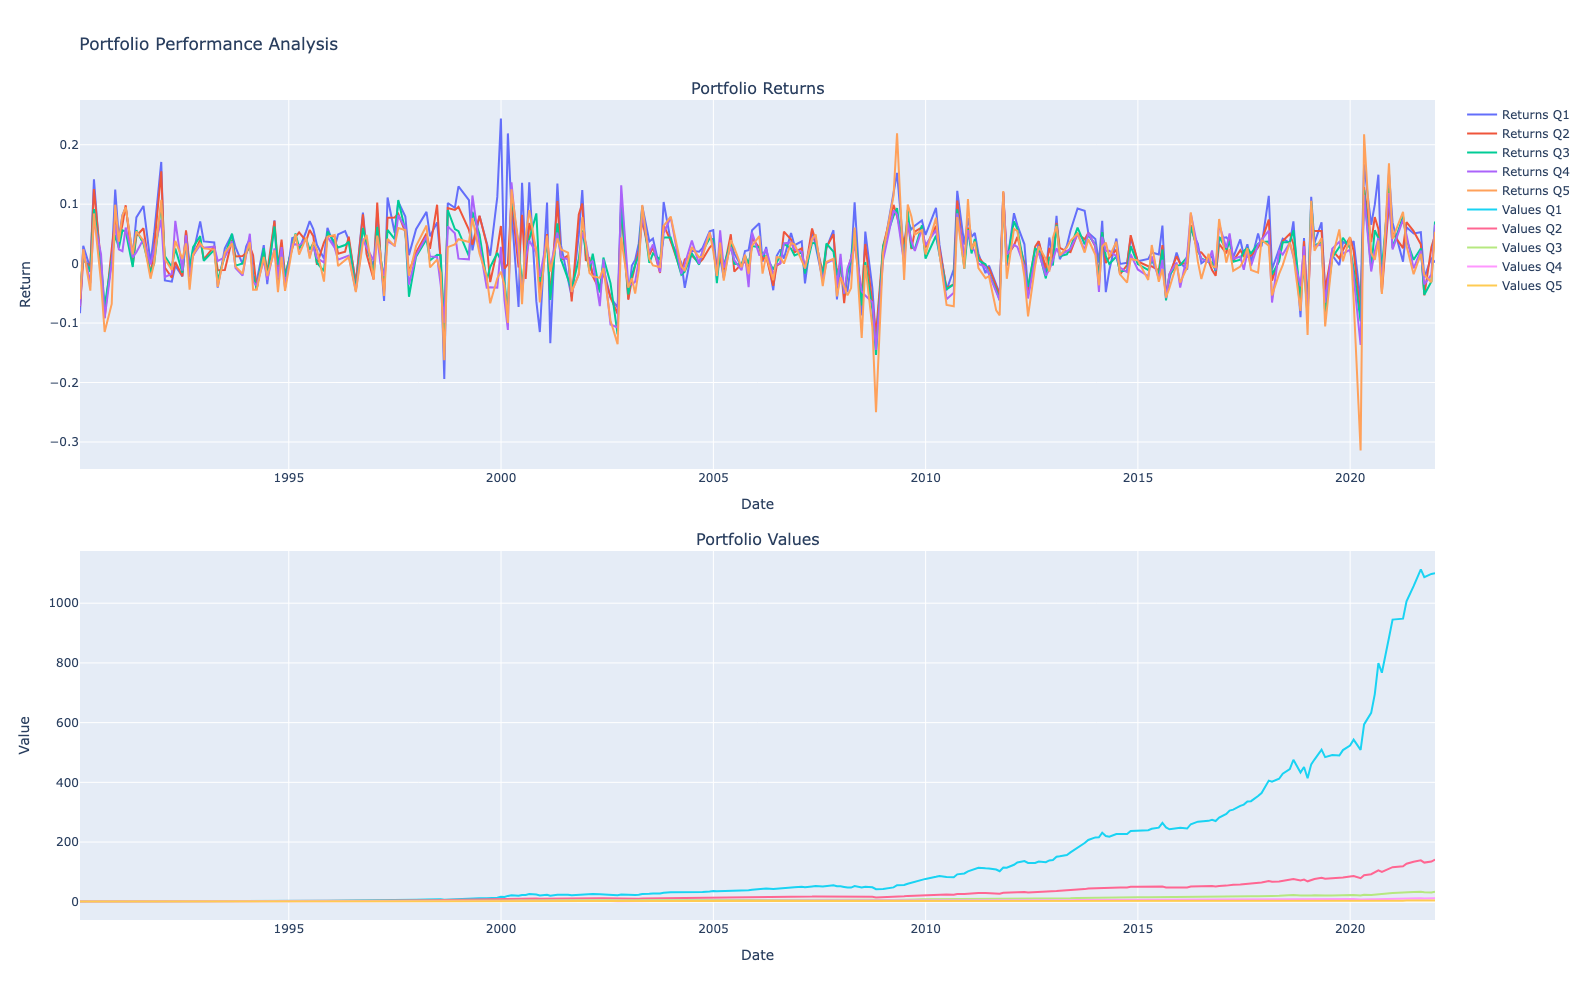 Portfolio Performance Analysis
Portfolio Returns
Return
0.2
0.1
0
−0.1
−0.2
−0.3
1995
2000
2005
2010
2015
2020
Date
Returns Q1
Returns Q2
Returns Q3
Returns Q4
Returns Q5
Values Q1
Values Q2
Values Q3
Values Q4
Values Q5
Portfolio Values
Value
1000
800
600
400
200
0
1995
2000
2005
2010
2015
2020
Date